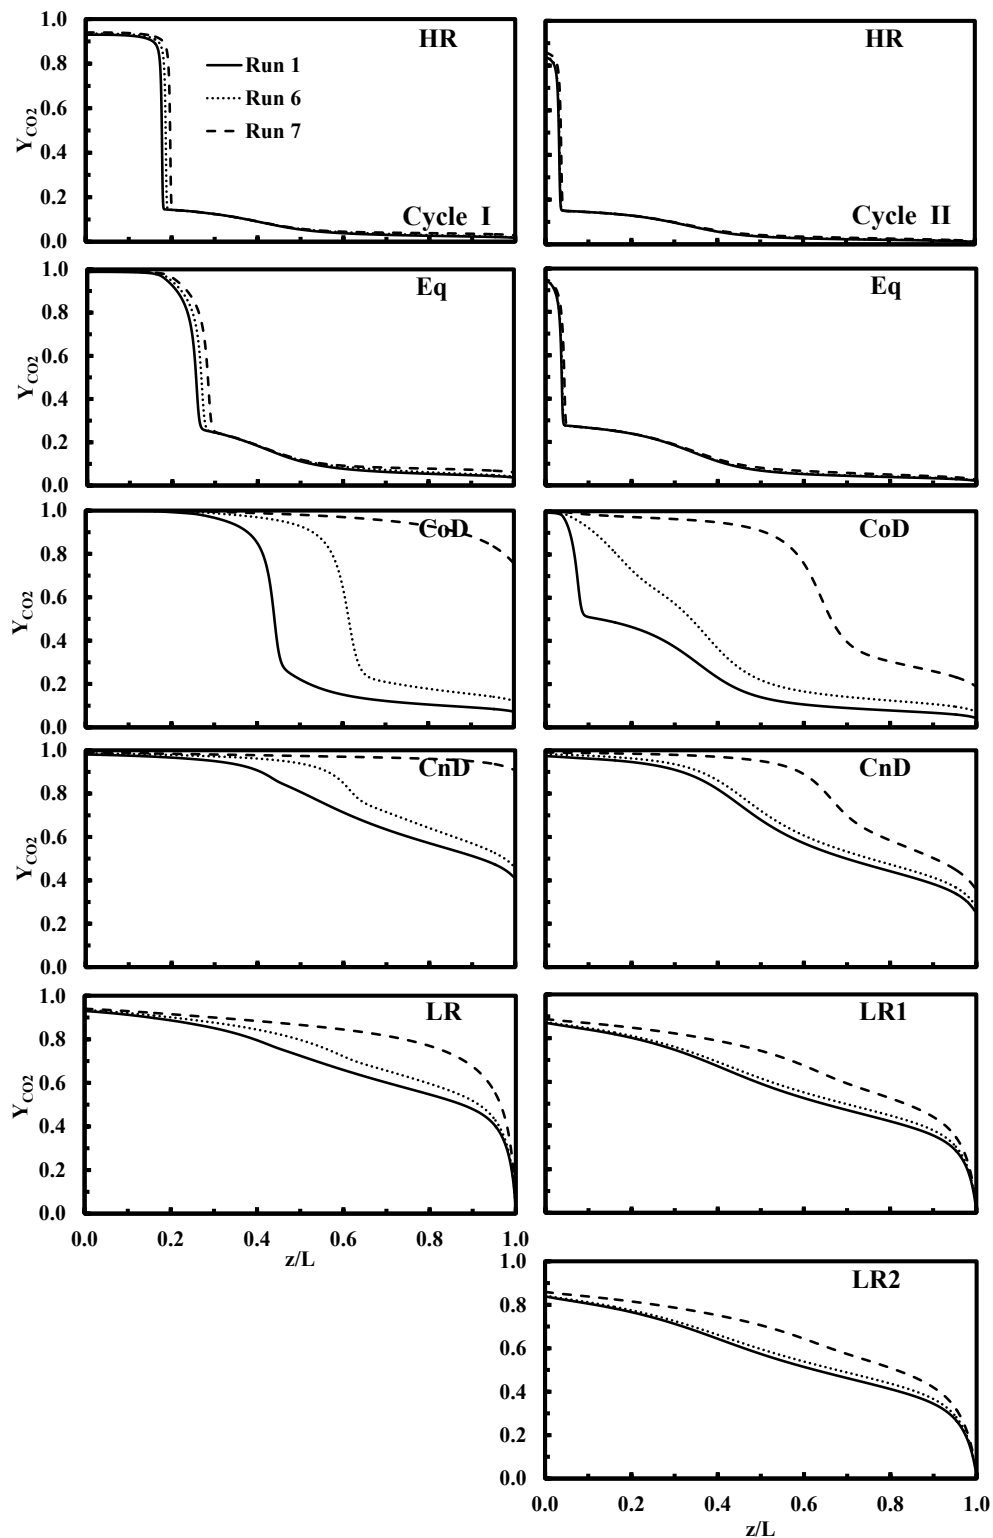 1.0
HR
HR
0.8
Run 1
Run 6
Run 7
Y_CO2
0.6
0.4
0.2
Cycle I
Cycle II
0.0
1.0
Eq
Eq
0.8
0.6
Y_CO2
0.4
0.2
0.0
1.0
CoD
CoD
0.8
0.6
Y_CO2
0.4
0.2
0.0
1.0
CnD
CnD
0.8
0.6
Y_CO2
0.4
0.2
0.0
1.0
LR
LR1
0.8
0.6
Y_CO2
0.4
0.2
0.0
0.0 0.2 0.4 0.6 0.8 1.0
z/L
1.0
LR2
0.8
0.6
0.4
0.2
0.0
0.0 0.2 0.4 0.6 0.8 1.0
z/L